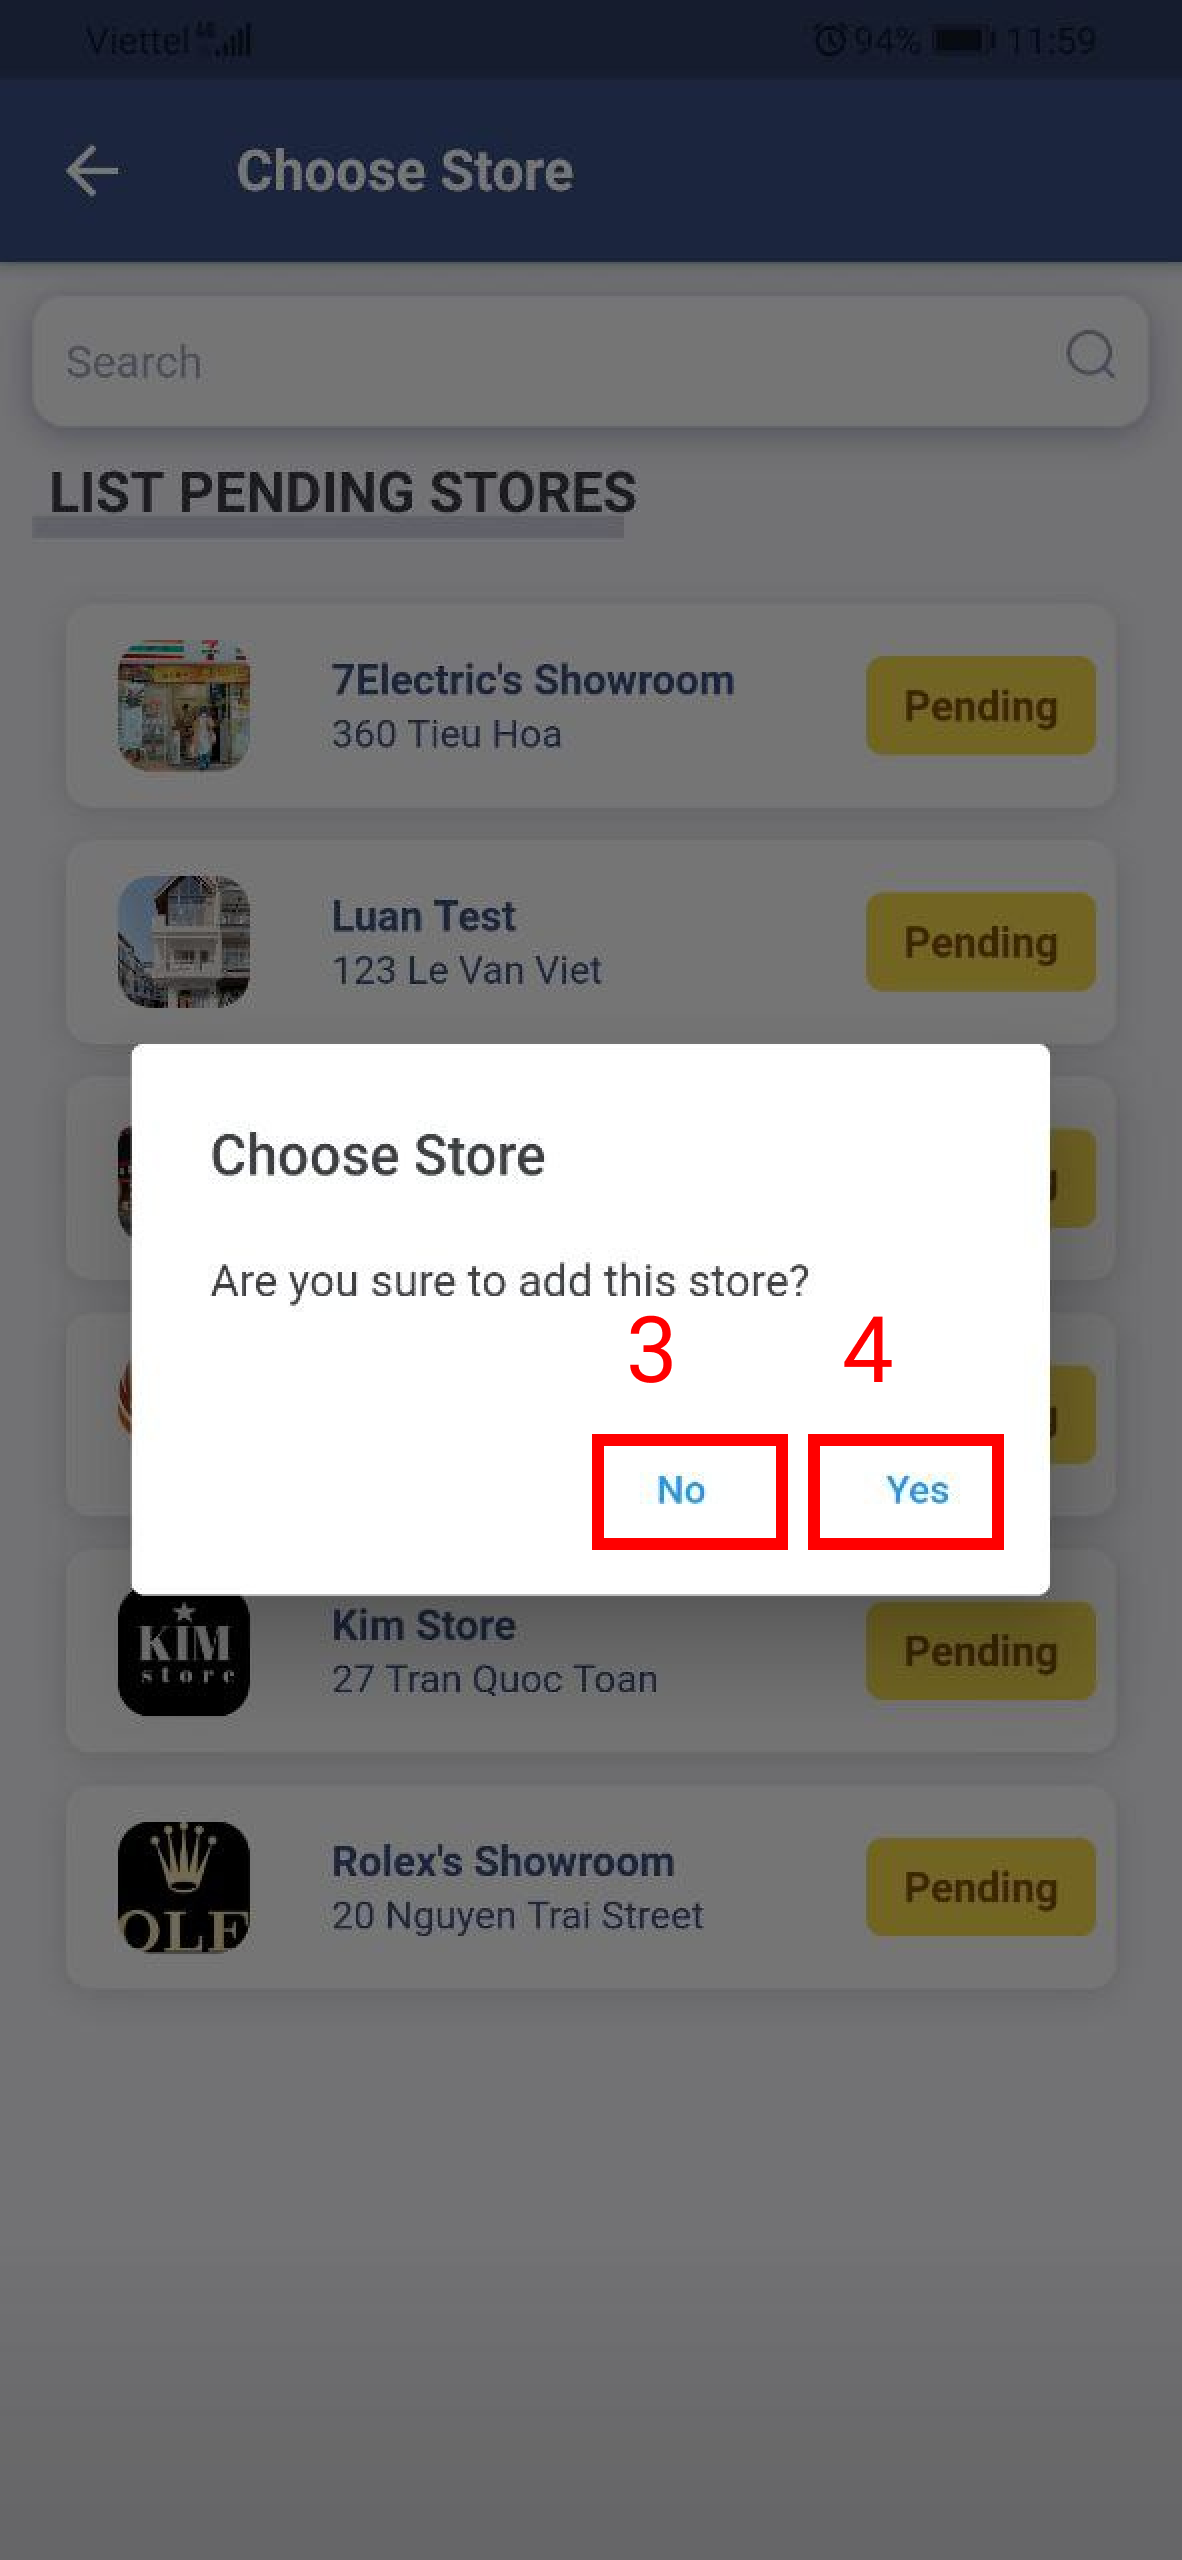 Viettel 4G 94% 11:59
Choose Store
Search
LIST PENDING STORES
7Electric's Showroom
360 Tieu Hoa
Pending
Luan Test
123 Le Van Viet
Pending
Choose Store
Are you sure to add this store?
3 4
No Yes
KIM
store
Kim Store
27 Tran Quoc Toan
Pending
OLE
Rolex's Showroom
20 Nguyen Trai Street
Pending